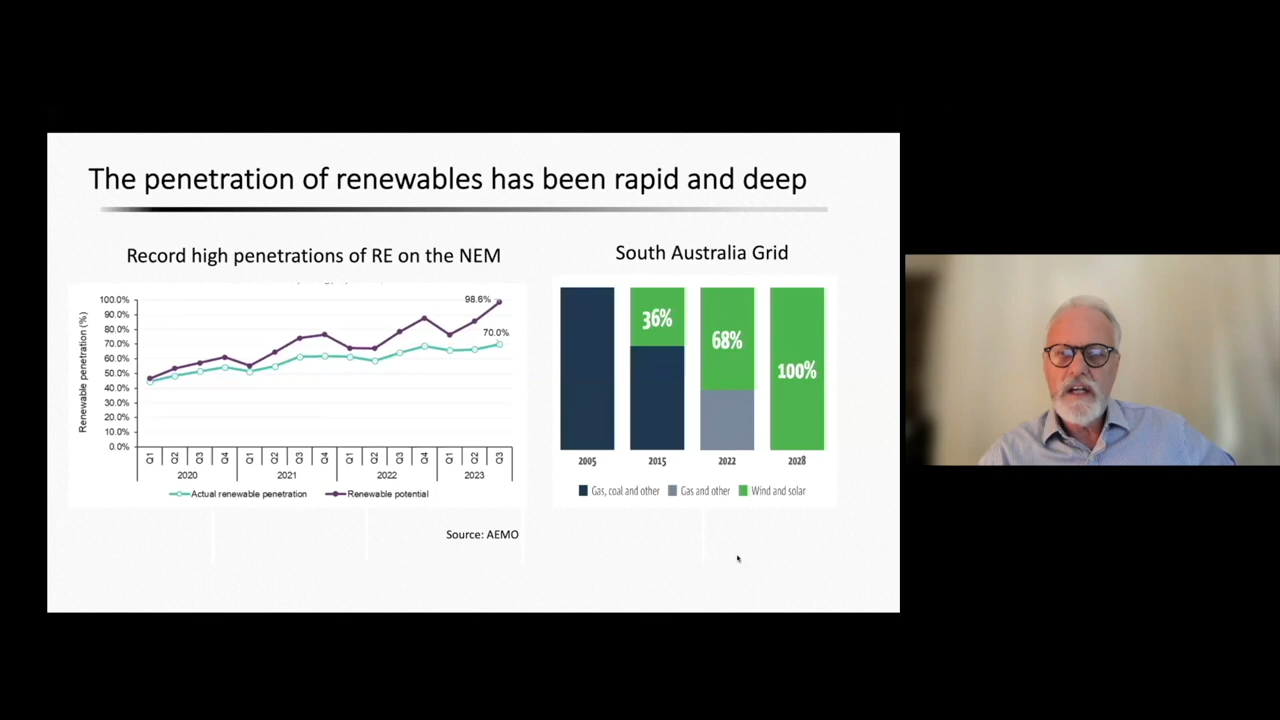 The penetration of renewables has been rapid and deep
Record high penetrations of RE on the NEM
Renewable penetration (%)
100.0%
90.0%
80.0%
70.0%
60.0%
50.0%
40.0%
30.0%
20.0%
10.0%
0.0%
98.6%
70.0%
Q1 Q2 Q3 Q4 Q1 Q2 Q3 Q4 Q1 Q2 Q3 Q4 Q1 Q2 Q3
2020 2021 2022 2023
Actual renewable penetration Renewable potential
Source: AEMO
South Australia Grid
36%
68%
100%
2005 2015 2022 2028
Gas, coal and other Gas and other Wind and solar